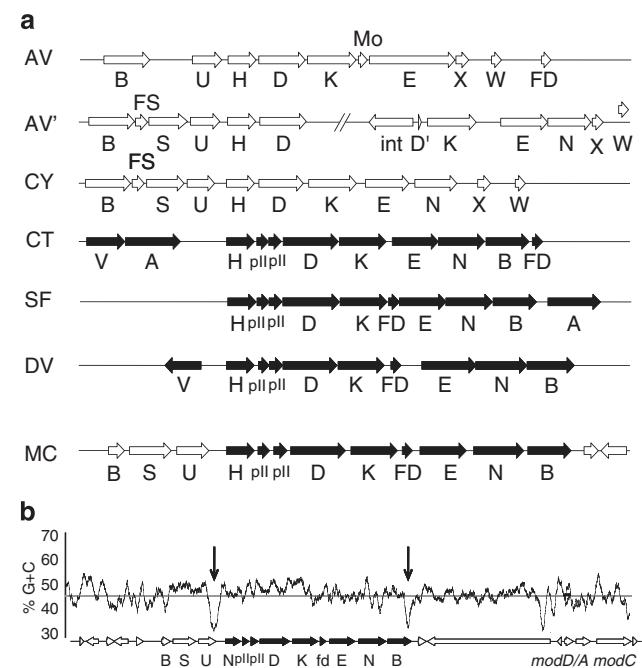 a
AV
Mo
B U H D K E X W FD
AV'
FS
B S U H D int D' K E N X W
CY
FS
B S U H D K E N X W
CT
V A H pII pII D K E N B FD
SF
H pII pII D K FD E N B A
DV
V H pII pII D K FD E N B
MC
B S U H pII pII D K FD E N B
b
% G+C
70
60
50
40
30
B S U N pII pII D K fd E N B modD/A modC